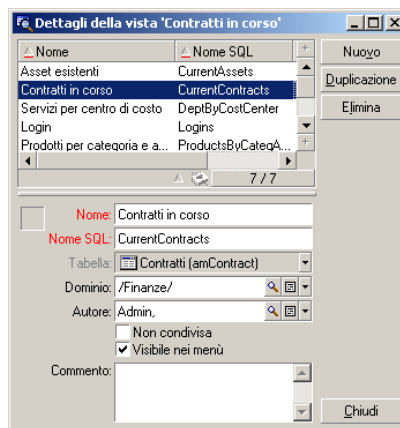 Dettagli della vista 'Contratti in corso'
Nome Nome SQL
Asset esistenti CurrentAssets
Contratti in corso CurrentContracts
Servizi per centro di costo DeptByCostCenter
Login Logins
Prodotti per categoria e a... ProductsByCategA...
7 / 7
Nuovo
Duplicazione
Elimina
Nome: Contratti in corso
Nome SQL: CurrentContracts
Tabella: Contratti (amContract)
Dominio: /Finanze/
Autore: Admin,
Non condivisa
Visibile nei menù
Commento:
Chiudi